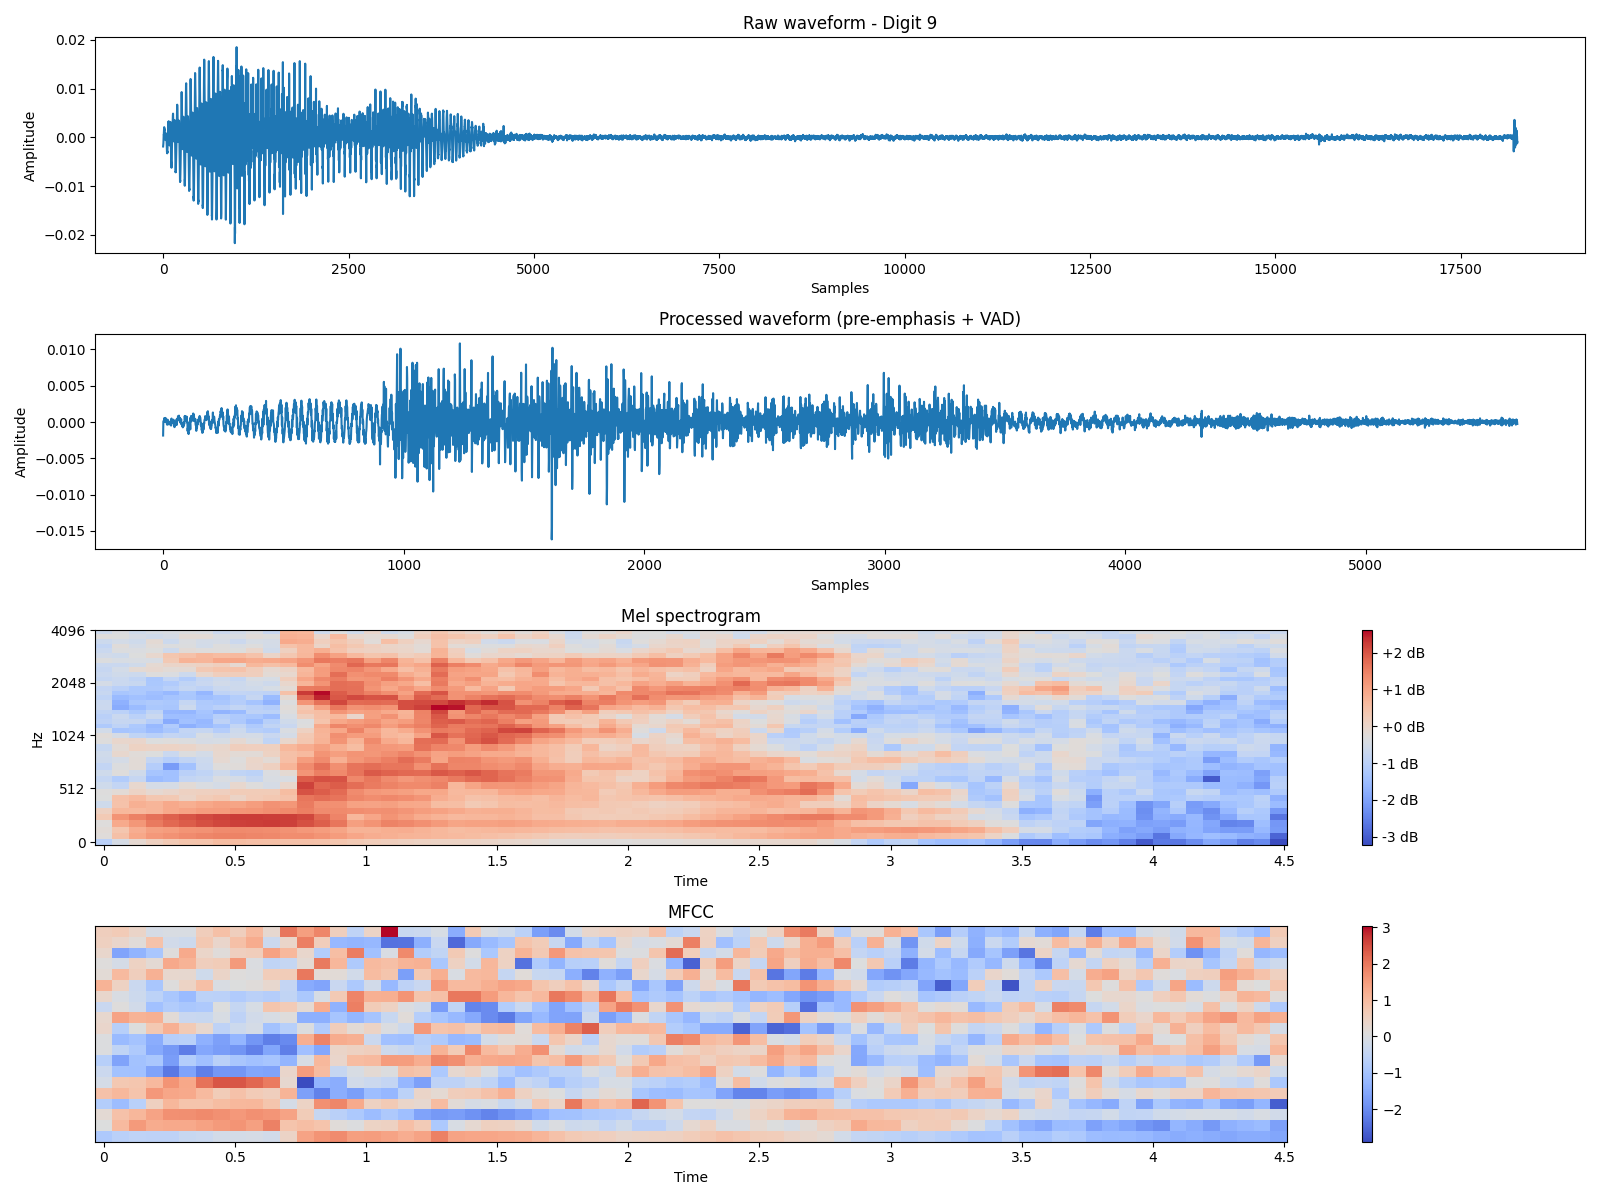 Raw waveform - Digit 9
0.02
0.01
0.00
−0.01
−0.02
Amplitude
0 2500 5000 7500 10000 12500 15000 17500
Samples
Processed waveform (pre-emphasis + VAD)
0.010
0.005
0.000
−0.005
−0.010
−0.015
Amplitude
0 1000 2000 3000 4000 5000
Samples
Mel spectrogram
4096
2048
1024
512
0
Hz
0 0.5 1 1.5 2 2.5 3 3.5 4 4.5
Time
+2 dB
+1 dB
+0 dB
-1 dB
-2 dB
-3 dB
MFCC
0 0.5 1 1.5 2 2.5 3 3.5 4 4.5
Time
3
2
1
0
−1
−2